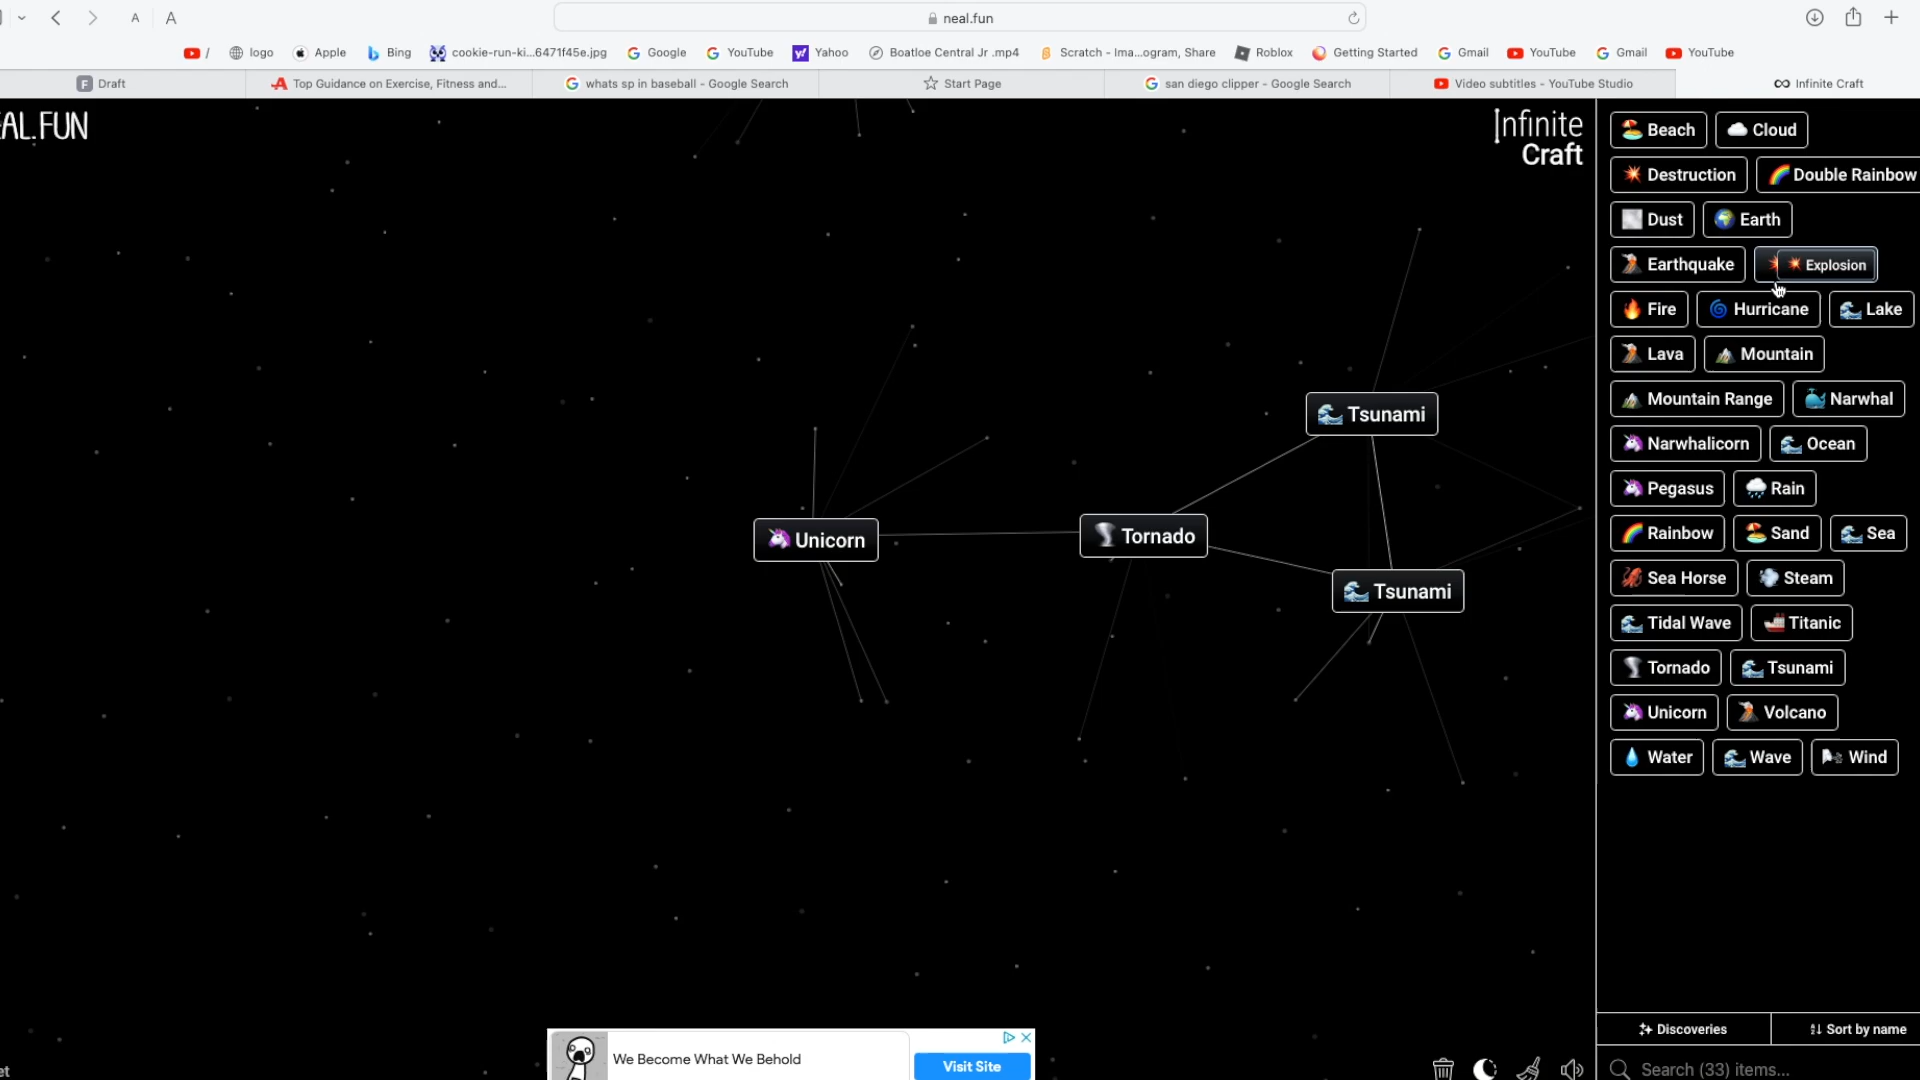 A A neal.fun
/ logo Apple Bing cookie-run-ki...6471f45e.jpg Google YouTube Yahoo Boatloe Central Jr .mp4 Scratch - Ima...ogram, Share Roblox Getting Started Gmail YouTube Gmail YouTube
Draft Top Guidance on Exercise, Fitness and... whats sp in baseball - Google Search Start Page san diego clipper - Google Search Video subtitles - YouTube Studio Infinite Craft
AL.FUN
Infinite
Craft
Beach Cloud
Destruction Double Rainbow
Dust Earth
Earthquake Explosion
Fire Hurricane Lake
Lava Mountain
Mountain Range Narwhal
Narwhalicorn Ocean
Pegasus Rain
Rainbow Sand Sea
Sea Horse Steam
Tidal Wave Titanic
Tornado Tsunami
Unicorn Volcano
Water Wave Wind
Tsunami
Unicorn Tornado
Tsunami
Discoveries Sort by name
Search (33) items...
We Become What We Behold Visit Site
et